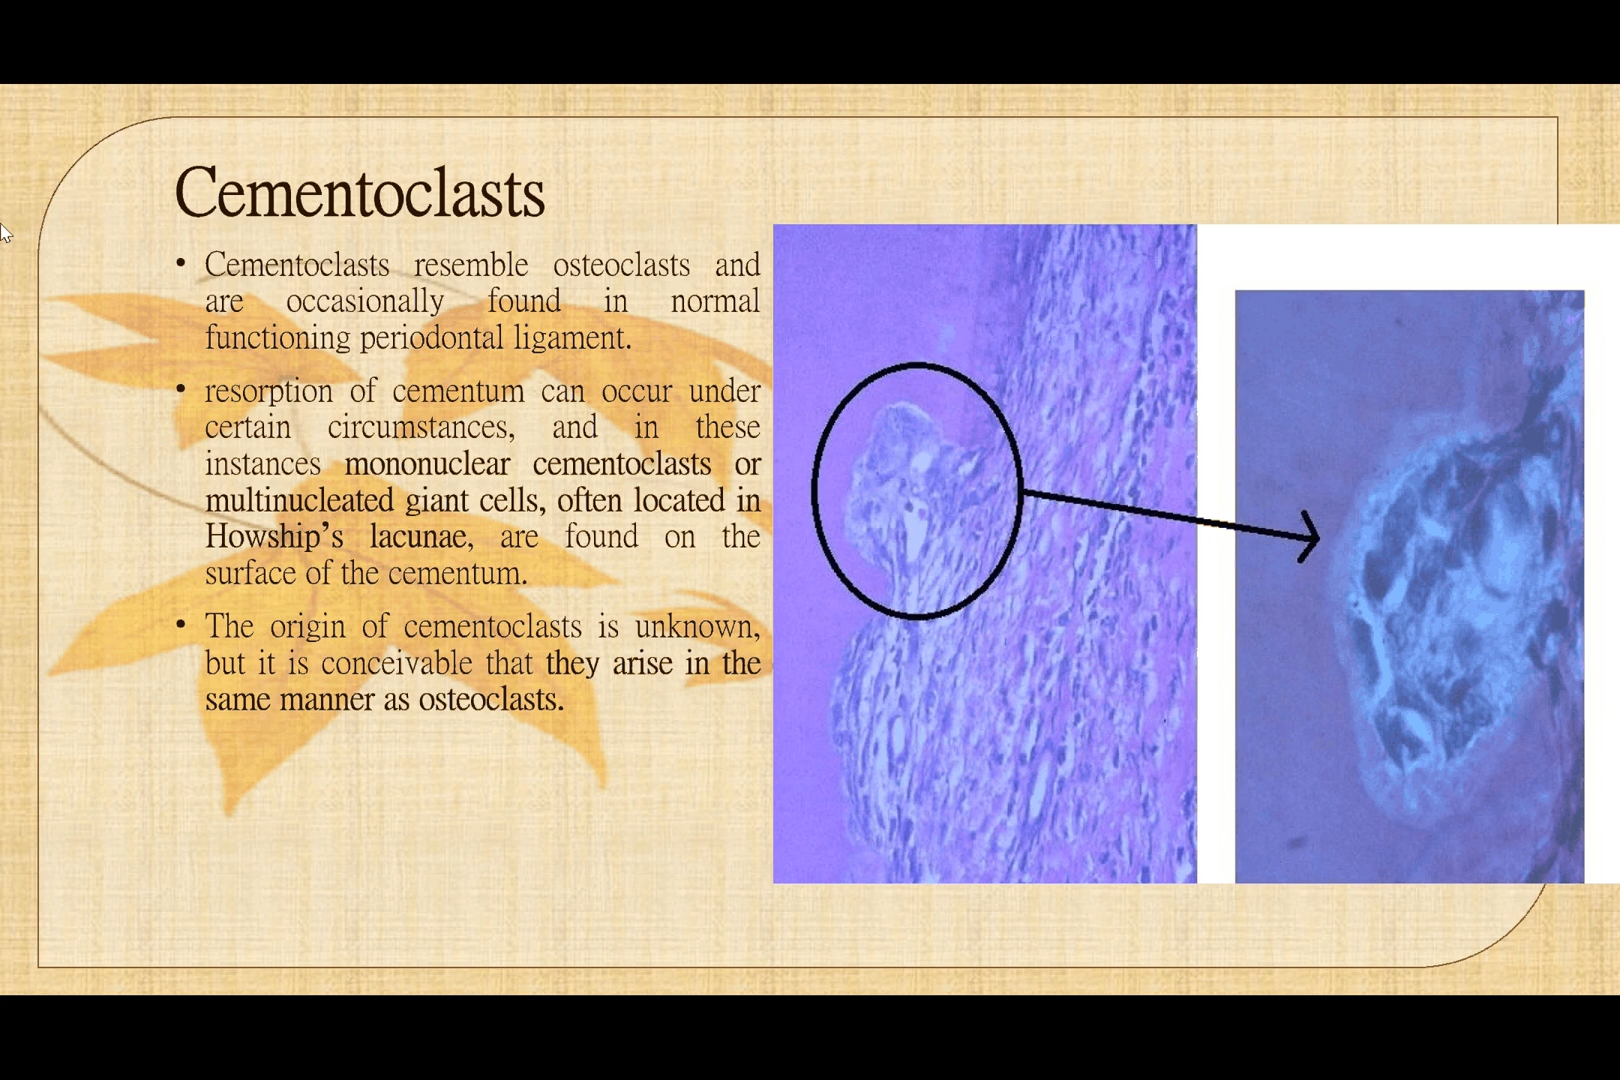 Cementoclasts
• Cementoclasts resemble osteoclasts and
are occasionally found in normal
functioning periodontal ligament.
• resorption of cementum can occur under
certain circumstances, and in these
instances mononuclear cementoclasts or
multinucleated giant cells, often located in
Howship’s lacunae, are found on the
surface of the cementum.
• The origin of cementoclasts is unknown,
but it is conceivable that they arise in the
same manner as osteoclasts.